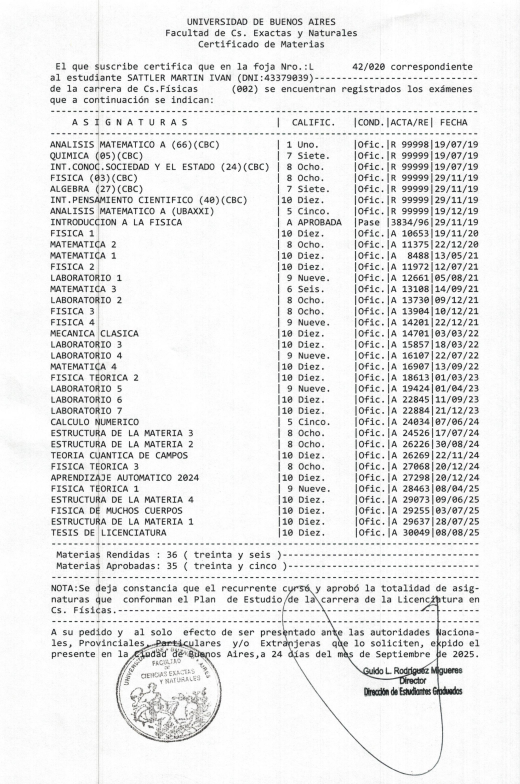 UNIVERSIDAD DE BUENOS AIRES
Facultad de Cs. Exactas y Naturales
Certificado de Materias
El que suscribe certifica que en la foja Nro.:L 42/020 correspondiente
al estudiante SATTLER MARTIN IVAN (DNI:43379039)-------------------------
de la carrera de Cs.Físicas (002) se encuentran registrados los exámenes
que a continuación se indican:
A S I G N A T U R A S | CALIFIC. |COND.|ACTA/RE| FECHA
ANALISIS MATEMATICO A (66)(CBC) | 1 Uno. |Ofic.|R 99998|19/07/19
QUIMICA (05)(CBC) | 7 Siete. |Ofic.|R 99999|19/07/19
INT.CONOC.SOCIEDAD Y EL ESTADO (24)(CBC) | 8 Ocho. |Ofic.|R 99999|19/07/19
FISICA (03)(CBC) | 8 Ocho. |Ofic.|R 99999|29/11/19
ALGEBRA (27)(CBC) | 7 Siete. |Ofic.|R 99999|29/11/19
INT.PENSAMIENTO CIENTIFICO (40)(CBC) |10 Diez. |Ofic.|R 99999|29/11/19
ANALISIS MATEMATICO A (UBAXXI) | 5 Cinco. |Ofic.|R 99999|19/12/19
INTRODUCCION A LA FISICA | A APROBADA |Pase |3834/96|29/11/19
FISICA 1 |10 Diez. |Ofic.|A 10653|19/11/20
MATEMATICA 2 | 8 Ocho. |Ofic.|A 11375|22/12/20
MATEMATICA 1 |10 Diez. |Ofic.|A 8488|13/05/21
FISICA 2 |10 Diez. |Ofic.|A 11972|12/07/21
LABORATORIO 1 | 9 Nueve. |Ofic.|A 12661|05/08/21
MATEMATICA 3 | 6 Seis. |Ofic.|A 13108|14/09/21
LABORATORIO 2 | 8 Ocho. |Ofic.|A 13730|09/12/21
FISICA 3 | 8 Ocho. |Ofic.|A 13904|10/12/21
FISICA 4 | 9 Nueve. |Ofic.|A 14201|22/12/21
MECANICA CLASICA |10 Diez. |Ofic.|A 14701|03/03/22
LABORATORIO 3 |10 Diez. |Ofic.|A 15857|18/03/22
LABORATORIO 4 | 9 Nueve. |Ofic.|A 16107|22/07/22
MATEMATICA 4 |10 Diez. |Ofic.|A 16907|13/09/22
FISICA TEORICA 2 |10 Diez. |Ofic.|A 18613|01/03/23
LABORATORIO 5 | 9 Nueve. |Ofic.|A 19424|01/04/23
LABORATORIO 6 |10 Diez. |Ofic.|A 22845|11/09/23
LABORATORIO 7 |10 Diez. |Ofic.|A 22884|21/12/23
CALCULO NUMERICO | 5 Cinco. |Ofic.|A 24034|07/06/24
ESTRUCTURA DE LA MATERIA 3 | 8 Ocho. |Ofic.|A 24526|17/07/24
ESTRUCTURA DE LA MATERIA 2 | 8 Ocho. |Ofic.|A 26226|30/08/24
TEORIA CUANTICA DE CAMPOS |10 Diez. |Ofic.|A 26269|22/11/24
FISICA TEORICA 3 | 8 Ocho. |Ofic.|A 27068|20/12/24
APRENDIZAJE AUTOMATICO 2024 |10 Diez. |Ofic.|A 27298|20/12/24
FISICA TEORICA 1 | 9 Nueve. |Ofic.|A 28463|08/04/25
ESTRUCTURA DE LA MATERIA 4 |10 Diez. |Ofic.|A 29073|09/06/25
FISICA DE MUCHOS CUERPOS |10 Diez. |Ofic.|A 29255|03/07/25
ESTRUCTURA DE LA MATERIA 1 |10 Diez. |Ofic.|A 29637|28/07/25
TESIS DE LICENCIATURA |10 Diez. |Ofic.|A 30049|08/08/25
Materias Rendidas : 36 ( treinta y seis )-----------------------------
Materias Aprobadas: 35 ( treinta y cinco )----------------------------
NOTA:Se deja constancia que el recurrente cursó y aprobó la totalidad de asig-
naturas que conforman el Plan de Estudio de la carrera de la Licenciatura en
Cs. Físicas.-------------------------------------------------------------
A su pedido y al solo efecto de ser presentado ante las autoridades Naciona-
les, Provinciales, Particulares y/o Extranjeras que lo soliciten, expido el
presente en la Ciudad de Buenos Aires,a 24 días del mes de Septiembre de 2025.
UNIVERSIDAD DE BUENOS AIRES
FACULTAD
DE
CIENCIAS EXACTAS
Y NATURALES
Guido L. Rodríguez Migueres
Director
Dirección de Estudiantes Graduados